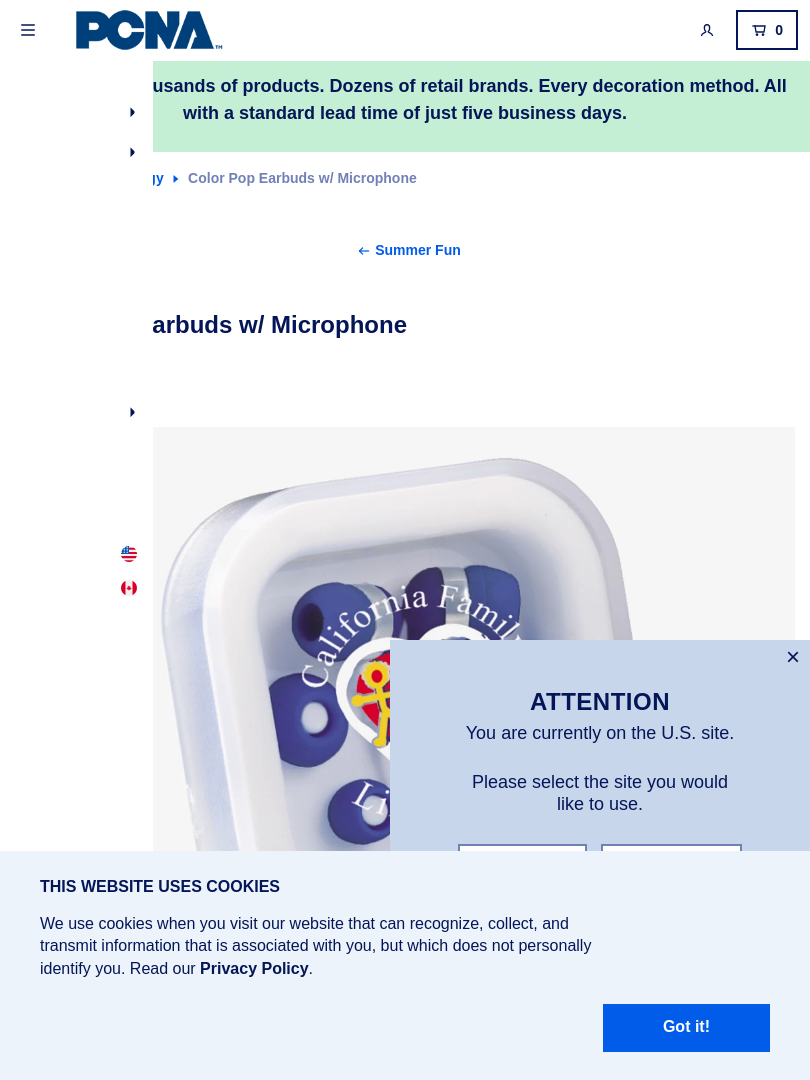 PCNA™
0
usands of products. Dozens of retail brands. Every decoration method. All
with a standard lead time of just five business days.
gy Color Pop Earbuds w/ Microphone
← Summer Fun
arbuds w/ Microphone
California
ATTENTION
You are currently on the U.S. site.
Please select the site you would
like to use.
THIS WEBSITE USES COOKIES
We use cookies when you visit our website that can recognize, collect, and
transmit information that is associated with you, but which does not personally
identify you. Read our Privacy Policy.
Got it!